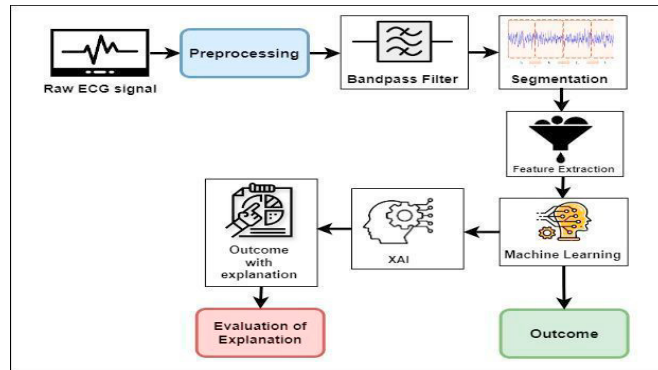 Raw ECG signal
Preprocessing
Bandpass Filter
Segmentation
Feature Extraction
Machine Learning
XAI
Outcome
with
explanation
Evaluation of
Explanation
Outcome